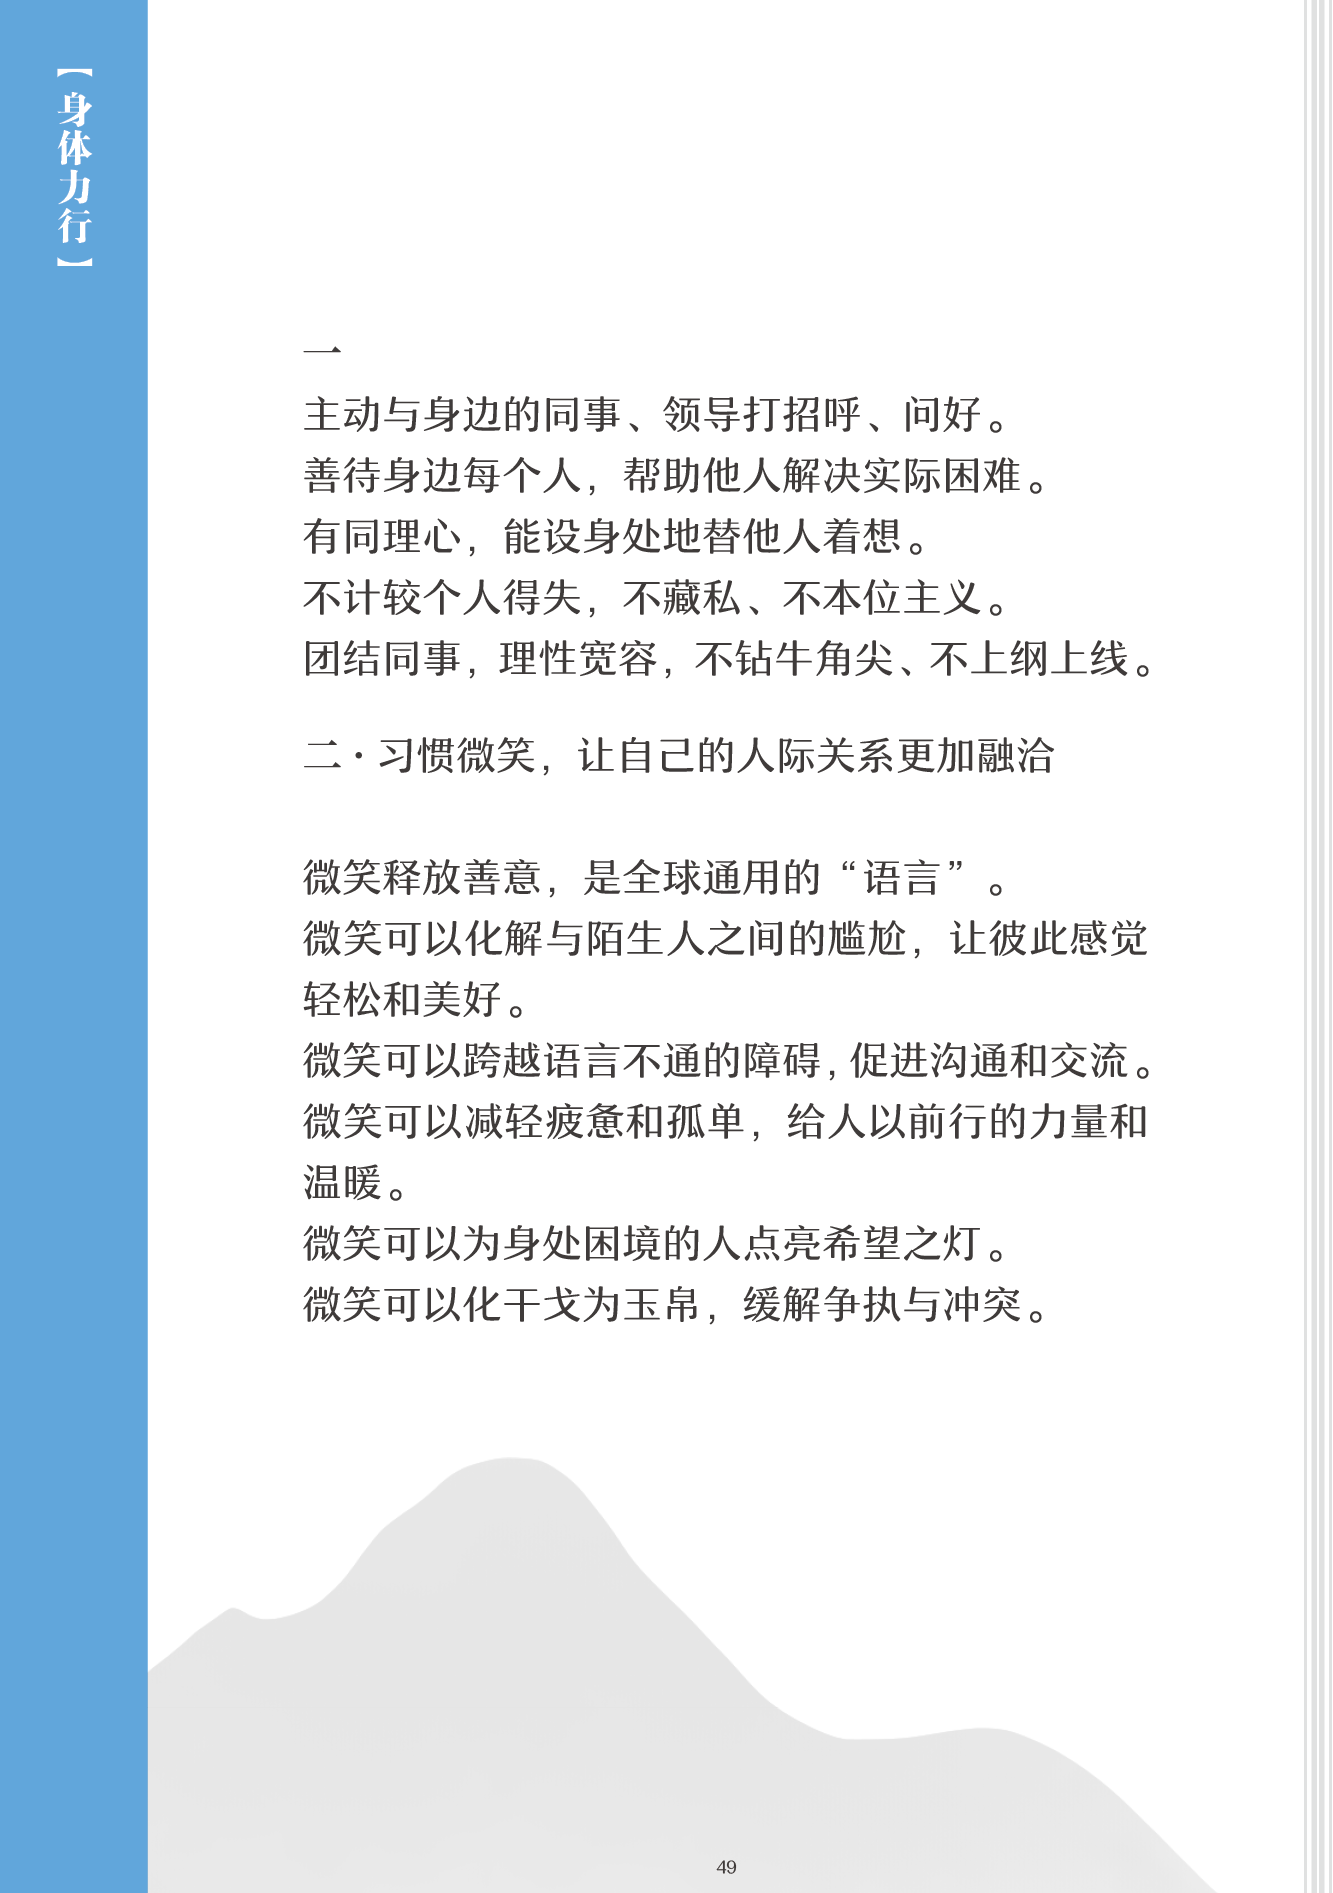 【身体力行】
一
主动与身边的同事、领导打招呼、问好。
善待身边每个人，帮助他人解决实际困难。
有同理心，能设身处地替他人着想。
不计较个人得失，不藏私、不本位主义。
团结同事，理性宽容，不钻牛角尖、不上纲上线。
二·习惯微笑，让自己的人际关系更加融洽
微笑释放善意，是全球通用的“语言”。
微笑可以化解与陌生人之间的尴尬，让彼此感觉
轻松和美好。
微笑可以跨越语言不通的障碍，促进沟通和交流。
微笑可以减轻疲惫和孤单，给人以前行的力量和
温暖。
微笑可以为身处困境的人点亮希望之灯。
微笑可以化干戈为玉帛，缓解争执与冲突。
49